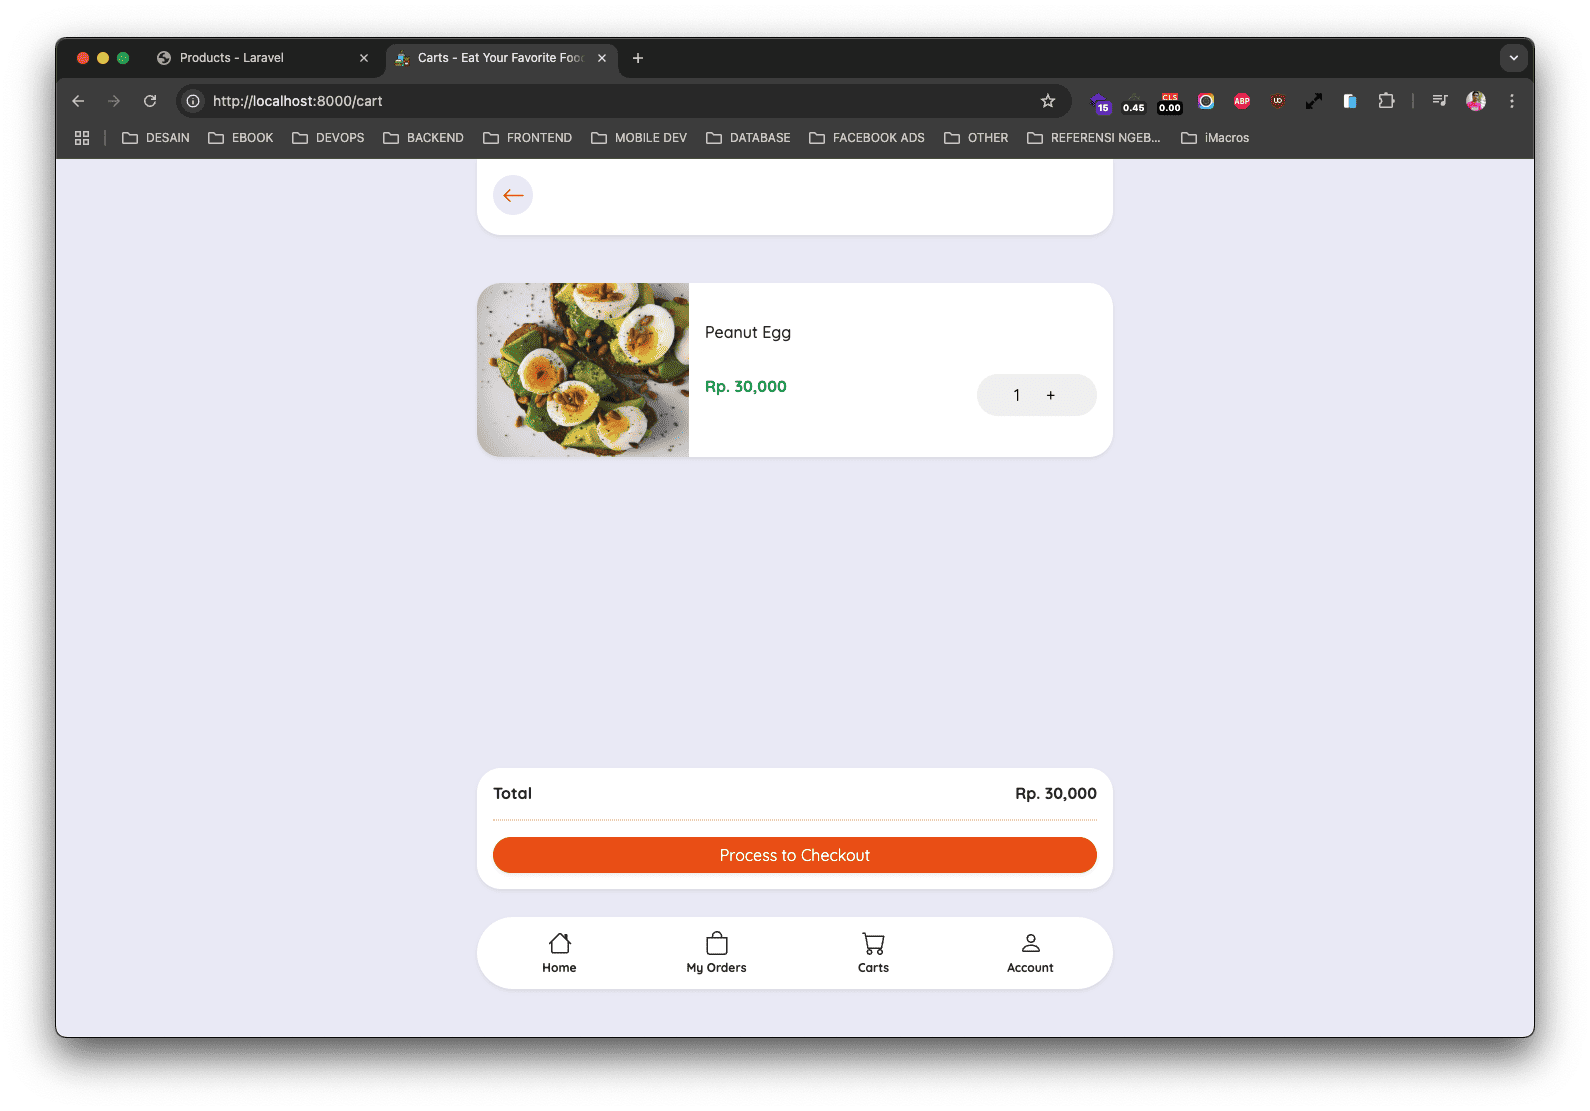 Products - Laravel
Carts - Eat Your Favorite Foo
http://localhost:8000/cart
15
0.45
CLS
0.00
ABP
UD
DESAIN
EBOOK
DEVOPS
BACKEND
FRONTEND
MOBILE DEV
DATABASE
FACEBOOK ADS
OTHER
REFERENSI NGEB...
iMacros
Peanut Egg
Rp. 30,000
1 +
Total Rp. 30,000
Process to Checkout
Home
My Orders
Carts
Account